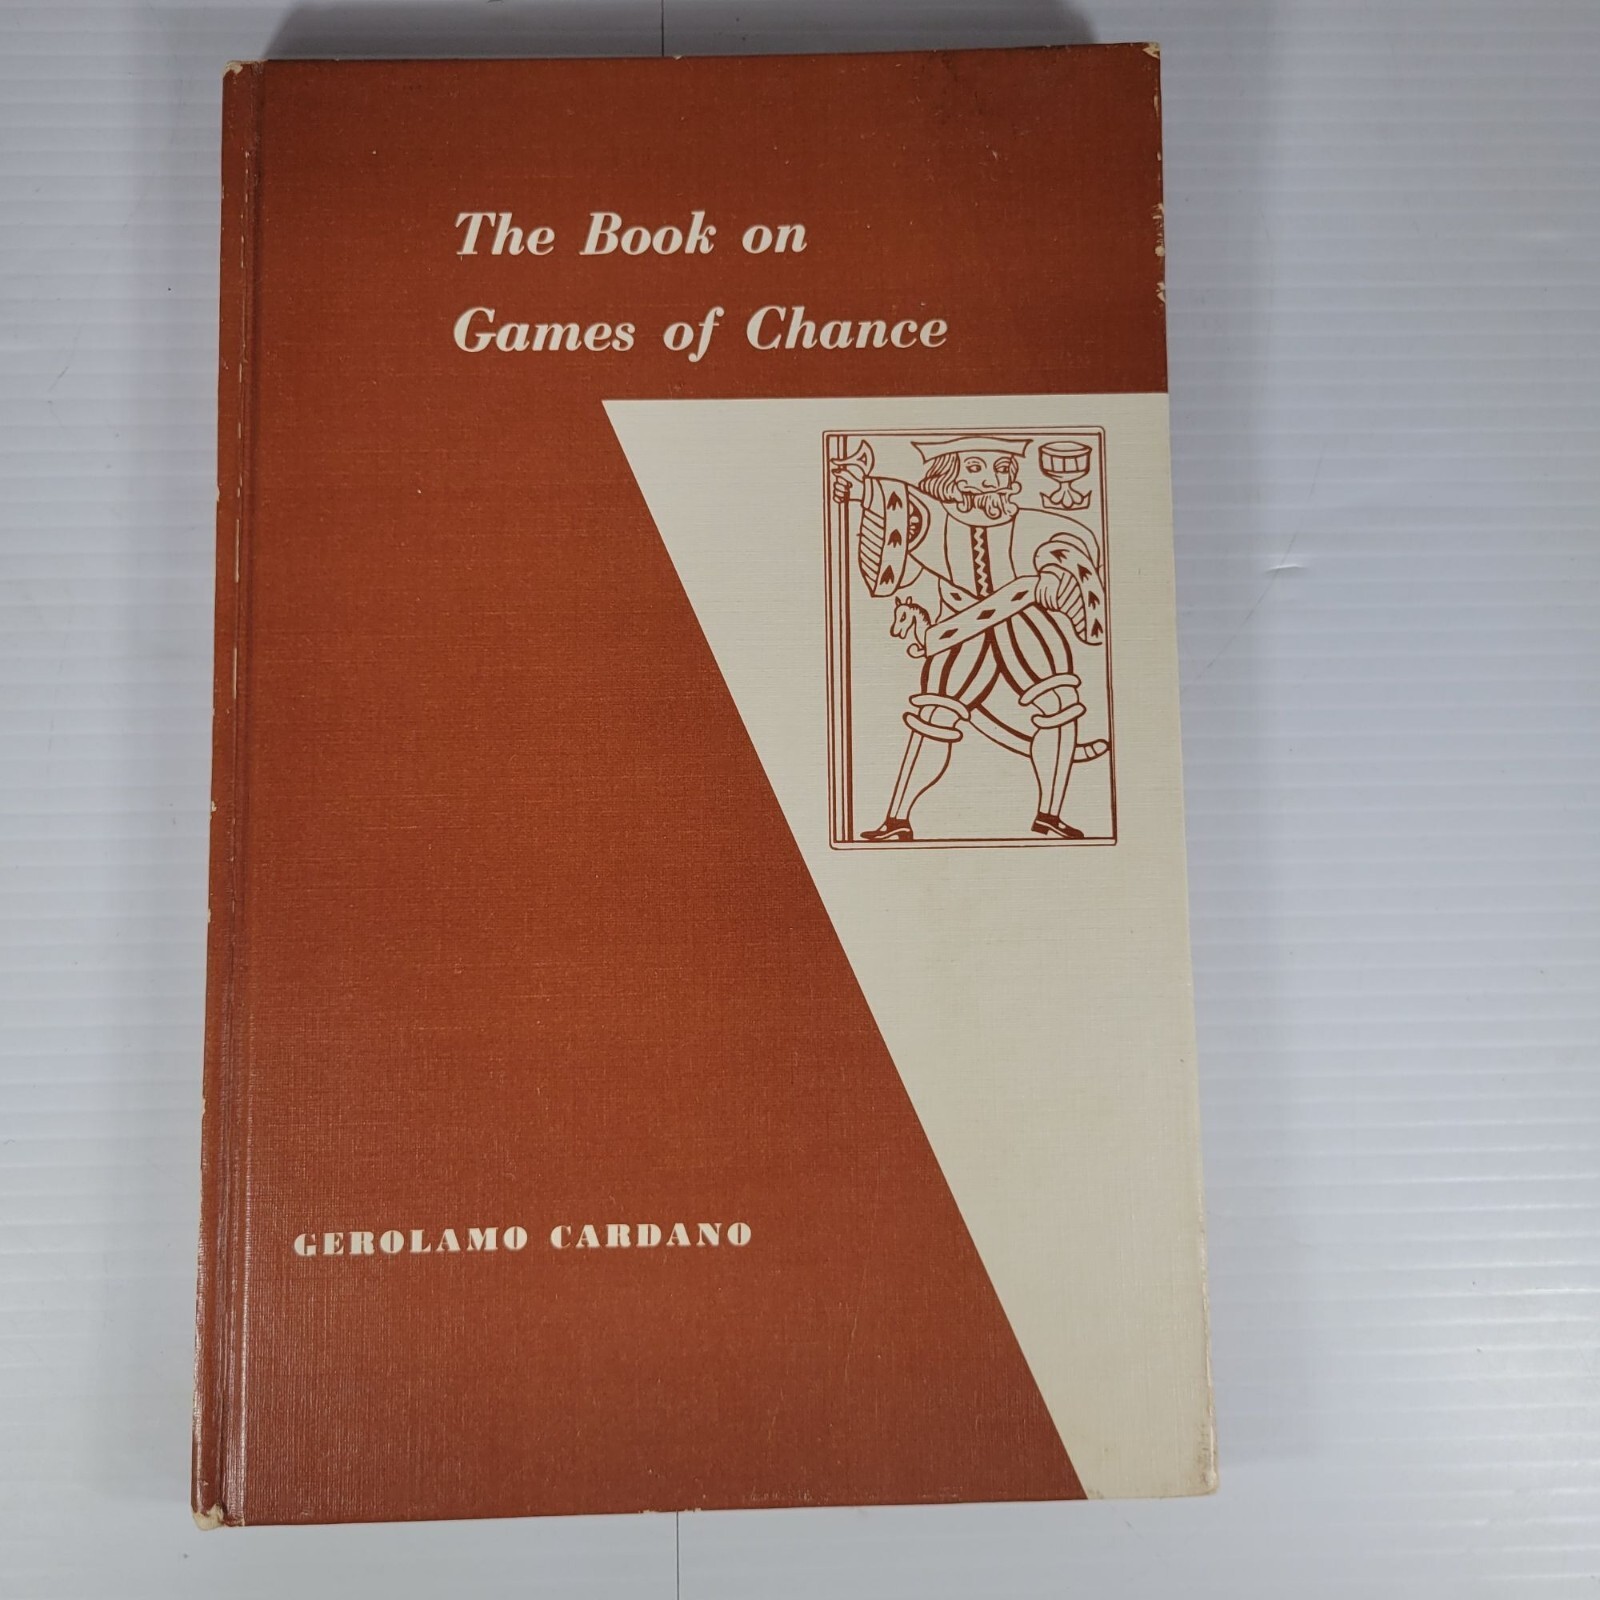 The Book on
Games of Chance
GEROLAMO CARDANO